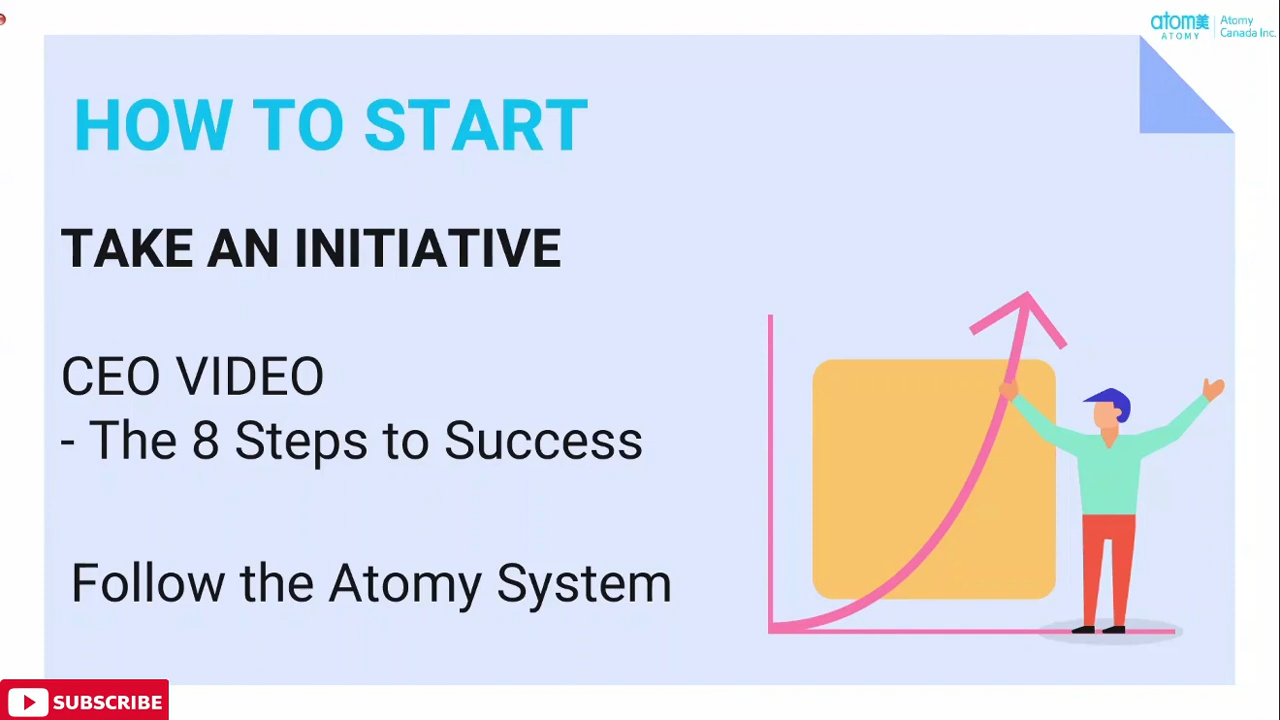 atom美
ATOMY
Atomy
Canada Inc.
HOW TO START
TAKE AN INITIATIVE
CEO VIDEO
- The 8 Steps to Success
Follow the Atomy System
SUBSCRIBE